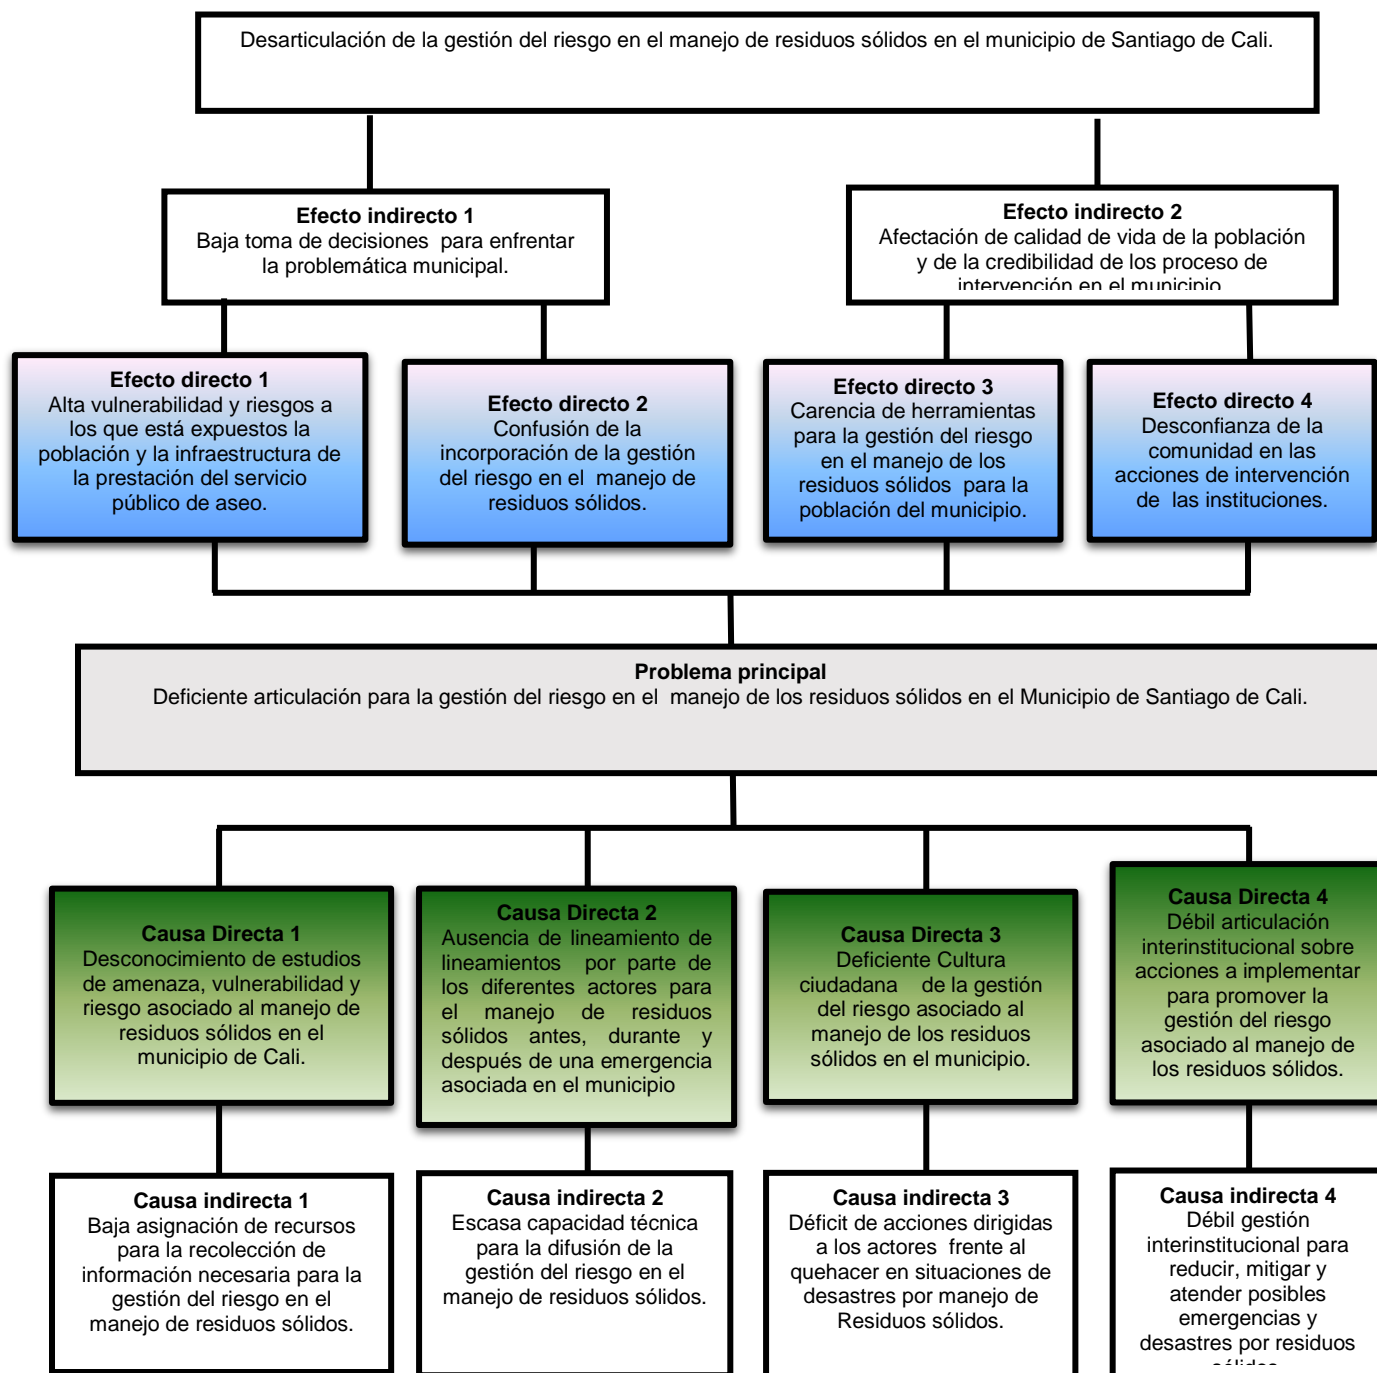 Desarticulación de la gestión del riesgo en el manejo de residuos sólidos en el municipio de Santiago de Cali.
Efecto indirecto 1
Baja toma de decisiones para enfrentar
la problemática municipal.
Efecto indirecto 2
Afectación de calidad de vida de la población
y de la credibilidad de los proceso de
intervención en el municipio
Efecto directo 1
Alta vulnerabilidad y riesgos a
los que está expuestos la
población y la infraestructura de
la prestación del servicio
público de aseo.
Efecto directo 2
Confusión de la
incorporación de la gestión
del riesgo en el manejo de
residuos sólidos.
Efecto directo 3
Carencia de herramientas
para la gestión del riesgo
en el manejo de los
residuos sólidos para la
población del municipio.
Efecto directo 4
Desconfianza de la
comunidad en las
acciones de intervención
de las instituciones.
Problema principal
Deficiente articulación para la gestión del riesgo en el manejo de los residuos sólidos en el Municipio de Santiago de Cali.
Causa Directa 1
Desconocimiento de estudios
de amenaza, vulnerabilidad y
riesgo asociado al manejo de
residuos sólidos en el
municipio de Cali.
Causa Directa 2
Ausencia de lineamiento de
lineamientos por parte de
los diferentes actores para
el manejo de residuos
sólidos antes, durante y
después de una emergencia
asociada en el municipio
Causa Directa 3
Deficiente Cultura
ciudadana de la gestión
del riesgo asociado al
manejo de los residuos
sólidos en el municipio.
Causa Directa 4
Débil articulación
interinstitucional sobre
acciones a implementar
para promover la
gestión del riesgo
asociado al manejo de
los residuos sólidos.
Causa indirecta 1
Baja asignación de recursos
para la recolección de
información necesaria para la
gestión del riesgo en el
manejo de residuos sólidos.
Causa indirecta 2
Escasa capacidad técnica
para la difusión de la
gestión del riesgo en el
manejo de residuos sólidos.
Causa indirecta 3
Déficit de acciones dirigidas
a los actores frente al
quehacer en situaciones de
desastres por manejo de
Residuos sólidos.
Causa indirecta 4
Débil gestión
interinstitucional para
reducir, mitigar y
atender posibles
emergencias y
desastres por residuos